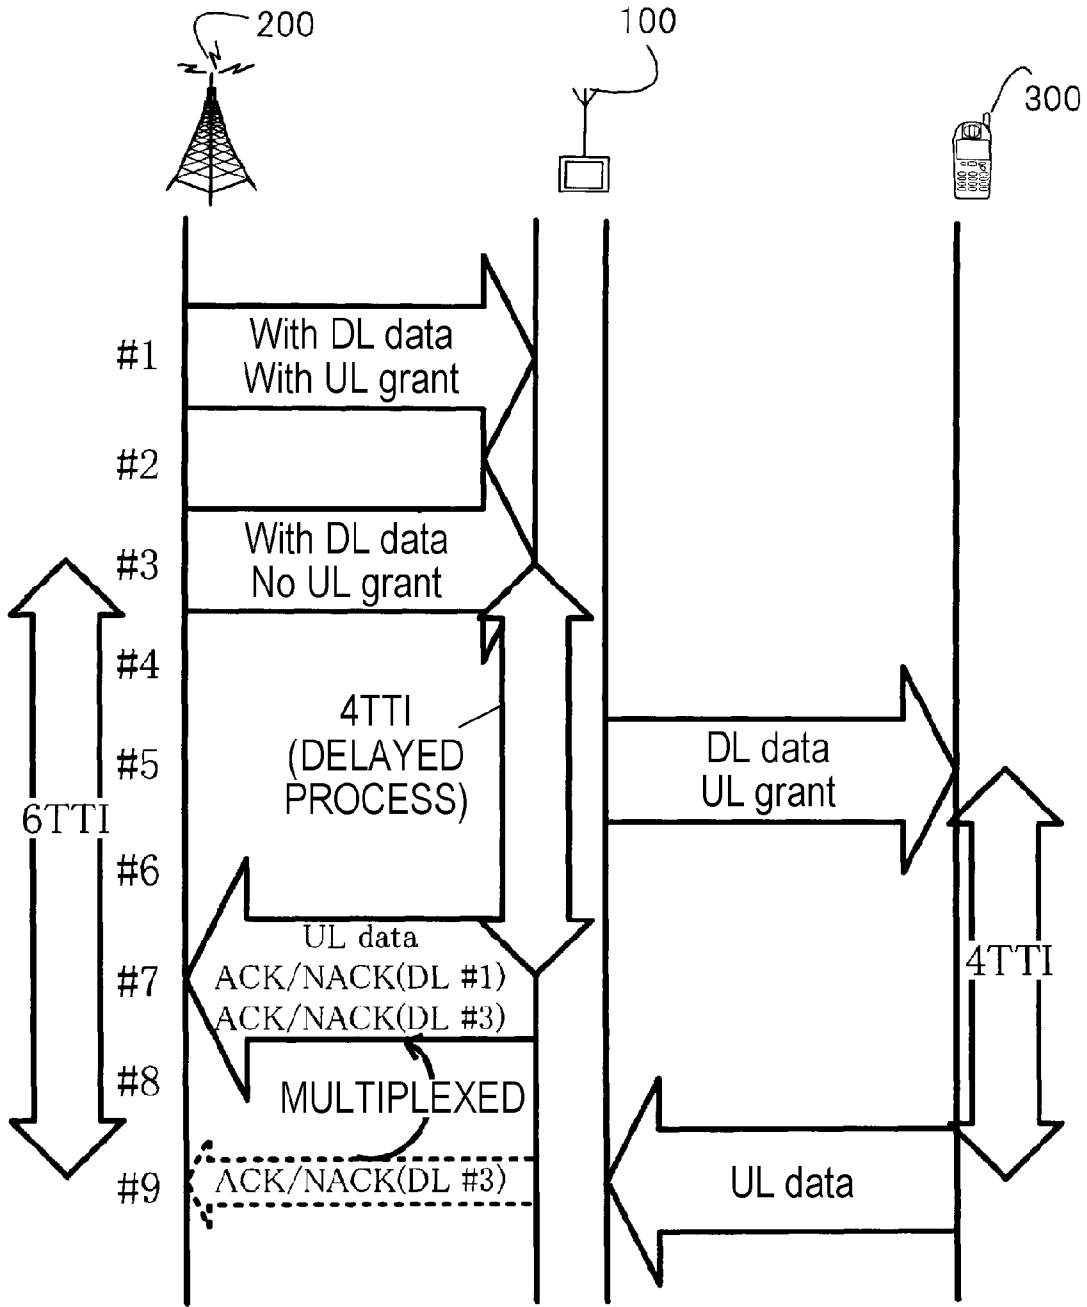 200
100
300
#1
With DL data
With UL grant
#2
#3
With DL data
No UL grant
#4
4TTI
(DELAYED
PROCESS)
#5
DL data
UL grant
6TTI
#6
UL data
#7
ACK/NACK(DL #1)
4TTI
ACK/NACK(DL #3)
#8
MULTIPLEXED
#9
ACK/NACK(DL #3)
UL data